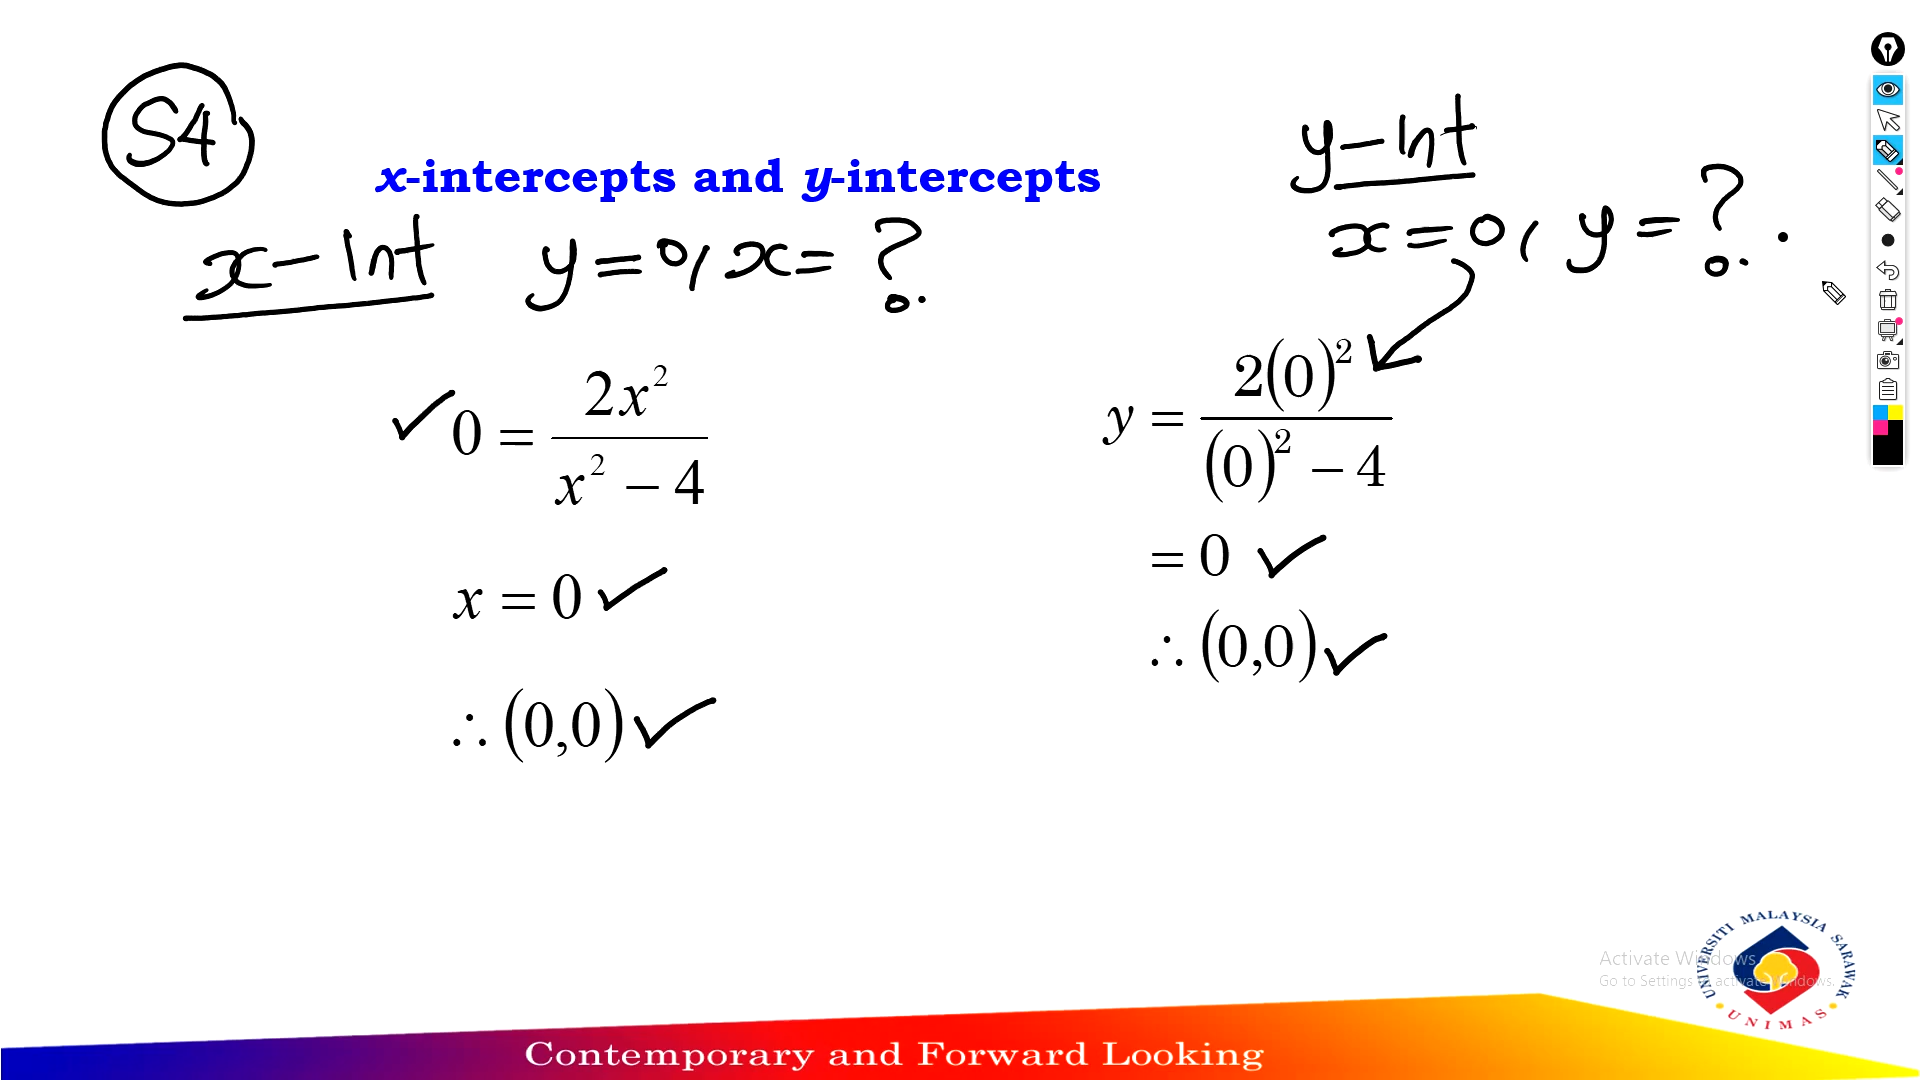 S4
x-intercepts and y-intercepts
x-Int y=0, x=?
0 = 2x² / (x² − 4)
x = 0
∴ (0,0)
y-Int
x=0, y=?
y = 2(0)² / ((0)² − 4)
= 0
∴ (0,0)
Activate Windows
Go to Settings to activate Windows.
UNIVERSITI MALAYSIA SARAWAK
UNIMAS
Contemporary and Forward Looking